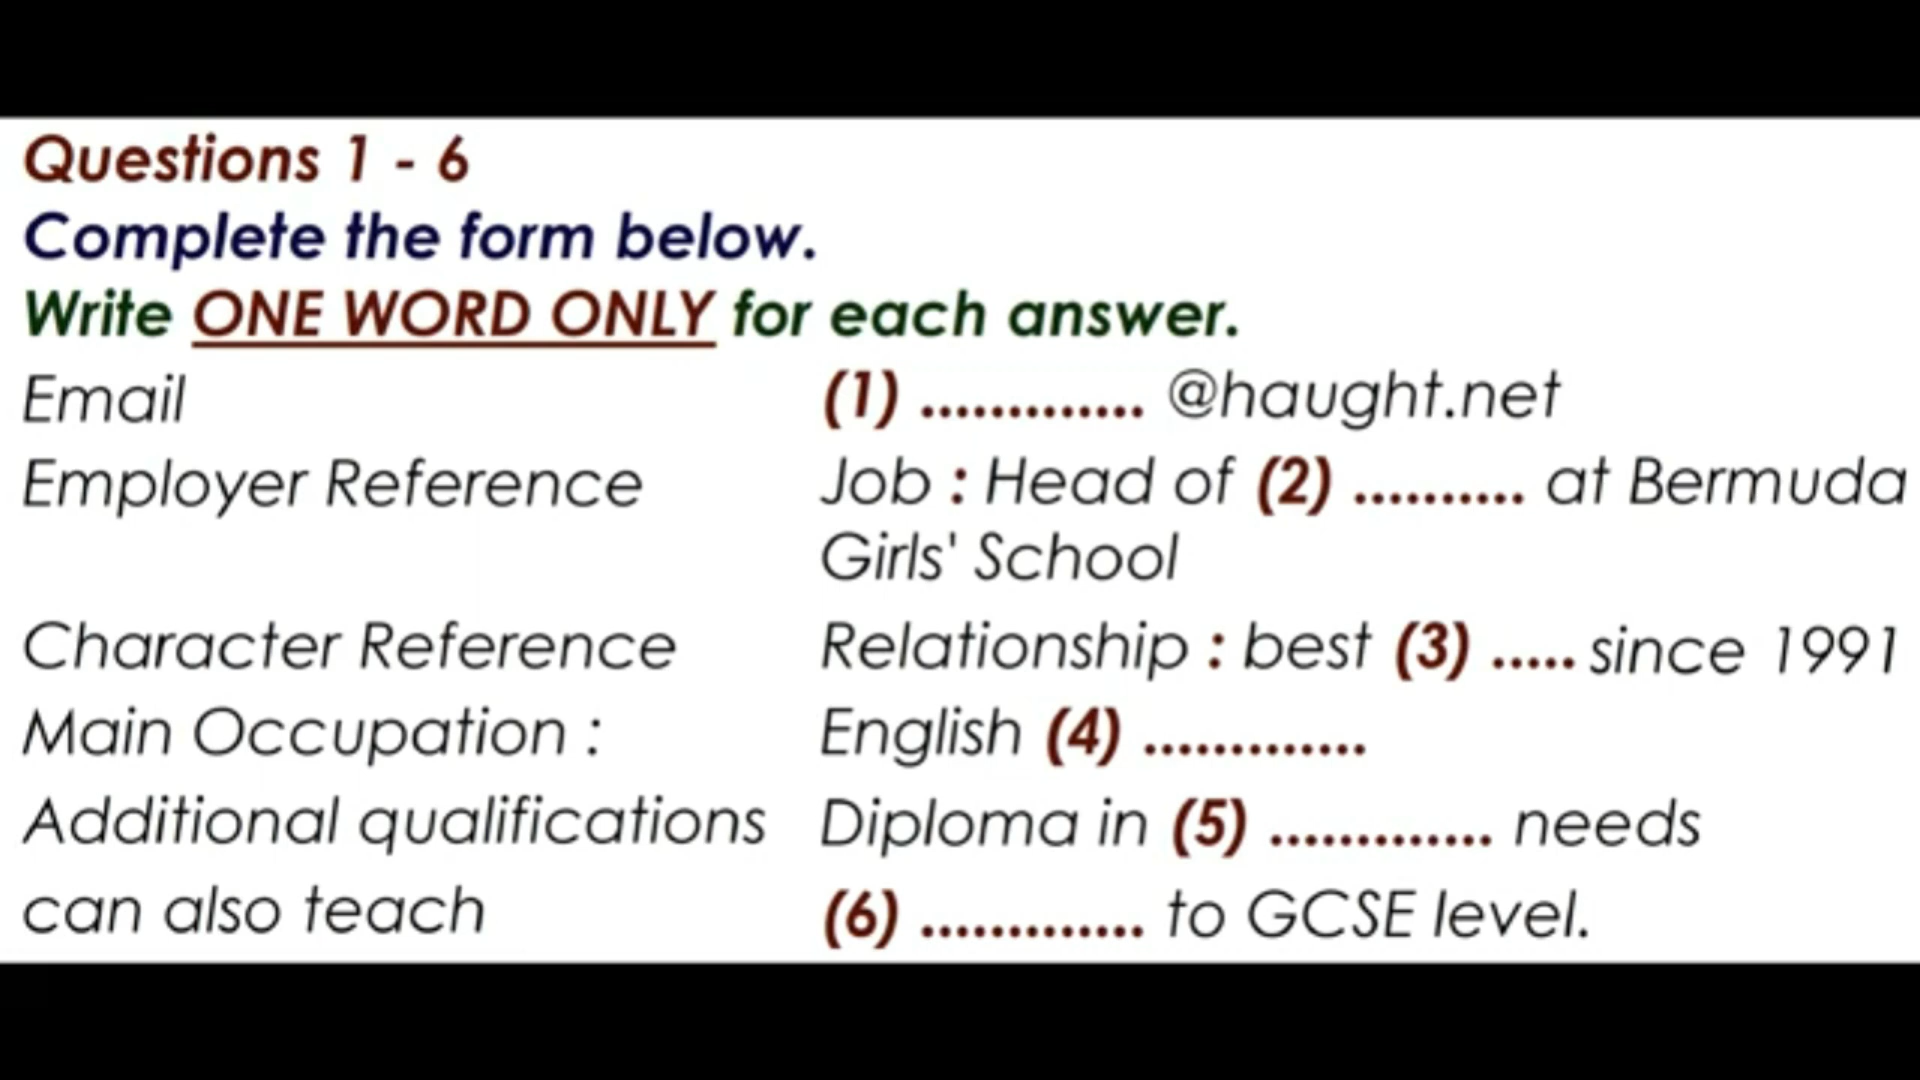 Questions 1 - 6
Complete the form below.
Write ONE WORD ONLY for each answer.
Email (1) ............. @haught.net
Employer Reference Job : Head of (2) .......... at Bermuda
Girls' School
Character Reference Relationship : best (3) ..... since 1991
Main Occupation : English (4) .............
Additional qualifications Diploma in (5) ............. needs
can also teach (6) ............. to GCSE level.